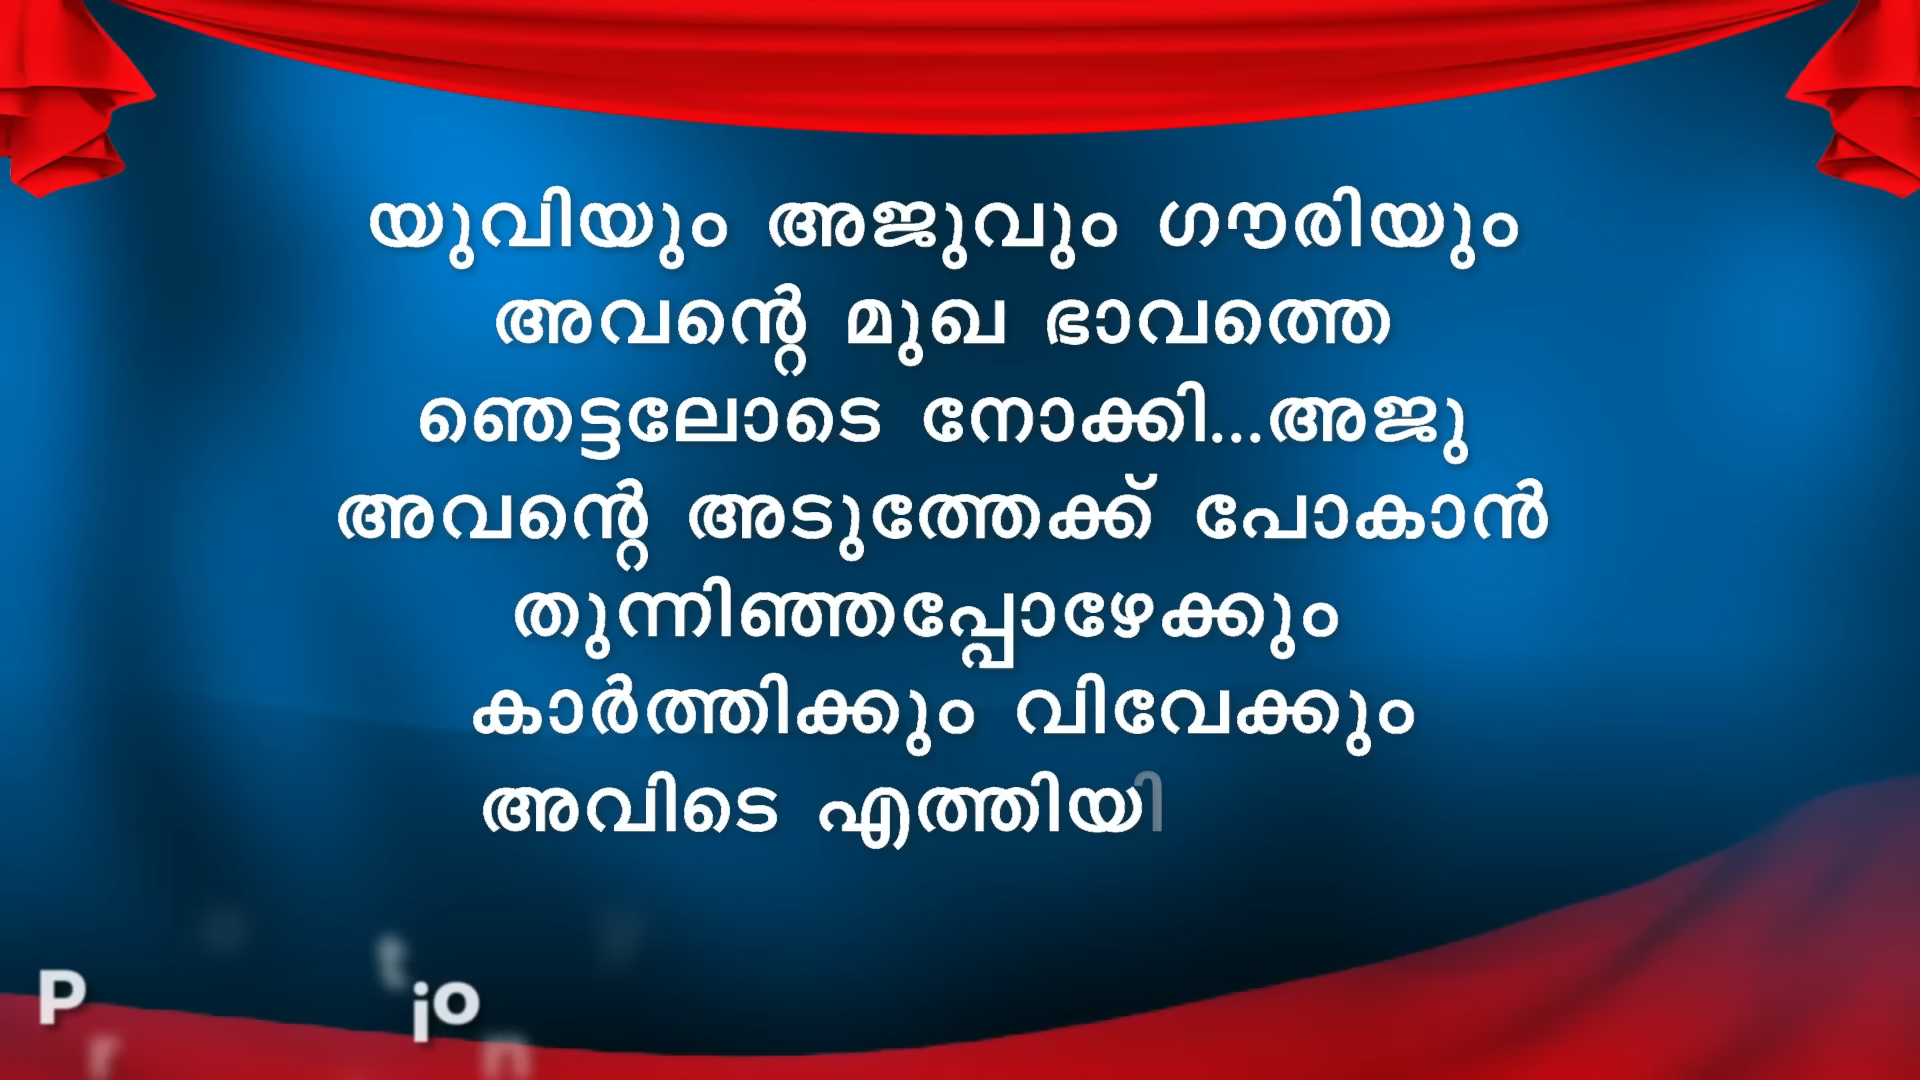 യുവിയും അജുവും ഗൗരിയും
അവന്റെ മുഖ ഭാവത്തെ
ഞെട്ടലോടെ നോക്കി...അജു
അവന്റെ അടുത്തേക്ക് പോകാൻ
തുന്നിഞ്ഞപ്പോഴേക്കും
കാർത്തിക്കും വിവേക്കും
അവിടെ എത്തിയി